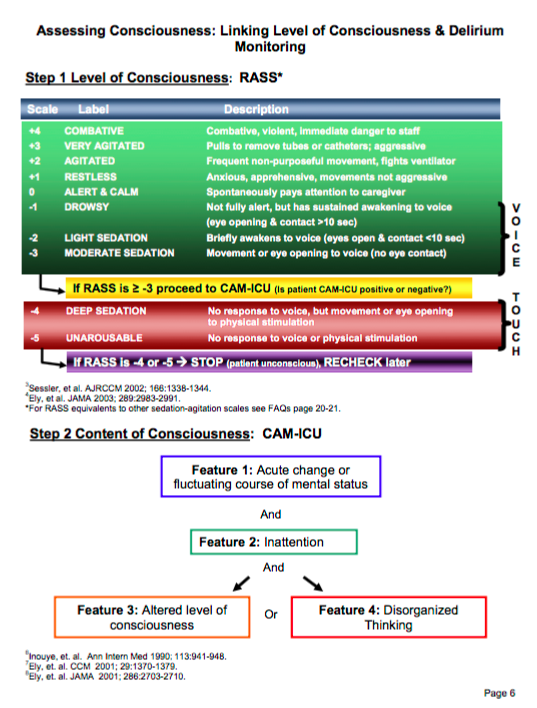 Assessing Consciousness: Linking Level of Consciousness & Delirium
Monitoring
Step 1 Level of Consciousness: RASS*
Scale Label Description
+4 COMBATIVE Combative, violent, immediate danger to staff
+3 VERY AGITATED Pulls to remove tubes or catheters; aggressive
+2 AGITATED Frequent non-purposeful movement, fights ventilator
+1 RESTLESS Anxious, apprehensive, movements not aggressive
0 ALERT & CALM Spontaneously pays attention to caregiver
-1 DROWSY Not fully alert, but has sustained awakening to voice
(eye opening & contact >10 sec)
-2 LIGHT SEDATION Briefly awakens to voice (eyes open & contact <10 sec)
-3 MODERATE SEDATION Movement or eye opening to voice (no eye contact)
VOICE
If RASS is ≥ -3 proceed to CAM-ICU (Is patient CAM-ICU positive or negative?)
-4 DEEP SEDATION No response to voice, but movement or eye opening
to physical stimulation
-5 UNAROUSABLE No response to voice or physical stimulation
TOUCH
If RASS is -4 or -5 → STOP (patient unconscious), RECHECK later
3Sessler, et al. AJRCCM 2002; 166:1338-1344.
4Ely, et al. JAMA 2003; 289:2983-2991.
*For RASS equivalents to other sedation-agitation scales see FAQs page 20-21.
Step 2 Content of Consciousness: CAM-ICU
Feature 1: Acute change or
fluctuating course of mental status
And
Feature 2: Inattention
And
Feature 3: Altered level of
consciousness
Or
Feature 4: Disorganized
Thinking
6Inouye, et. al. Ann Intern Med 1990; 113:941-948.
7Ely, et. al. CCM 2001; 29:1370-1379.
8Ely, et. al. JAMA 2001; 286:2703-2710.
Page 6